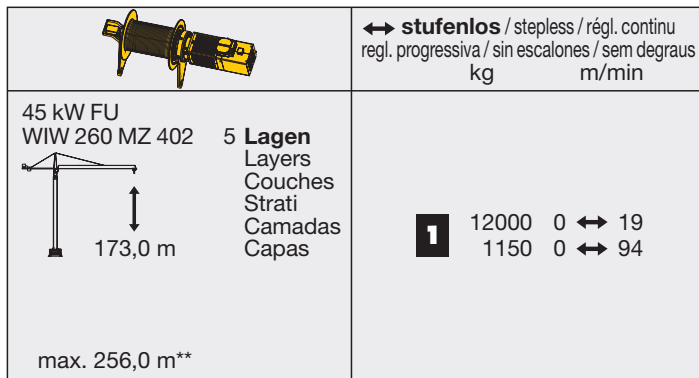 ↔ stufenlos / stepless / régl. continu
regl. progressiva / sin escalones / sem degraus
kg m/min
45 kW FU
WIW 260 MZ 402 5 Lagen
Layers
Couches
Strati
Camadas
173,0 m Capas
max. 256,0 m**
1 12000 0 ↔ 19
1150 0 ↔ 94